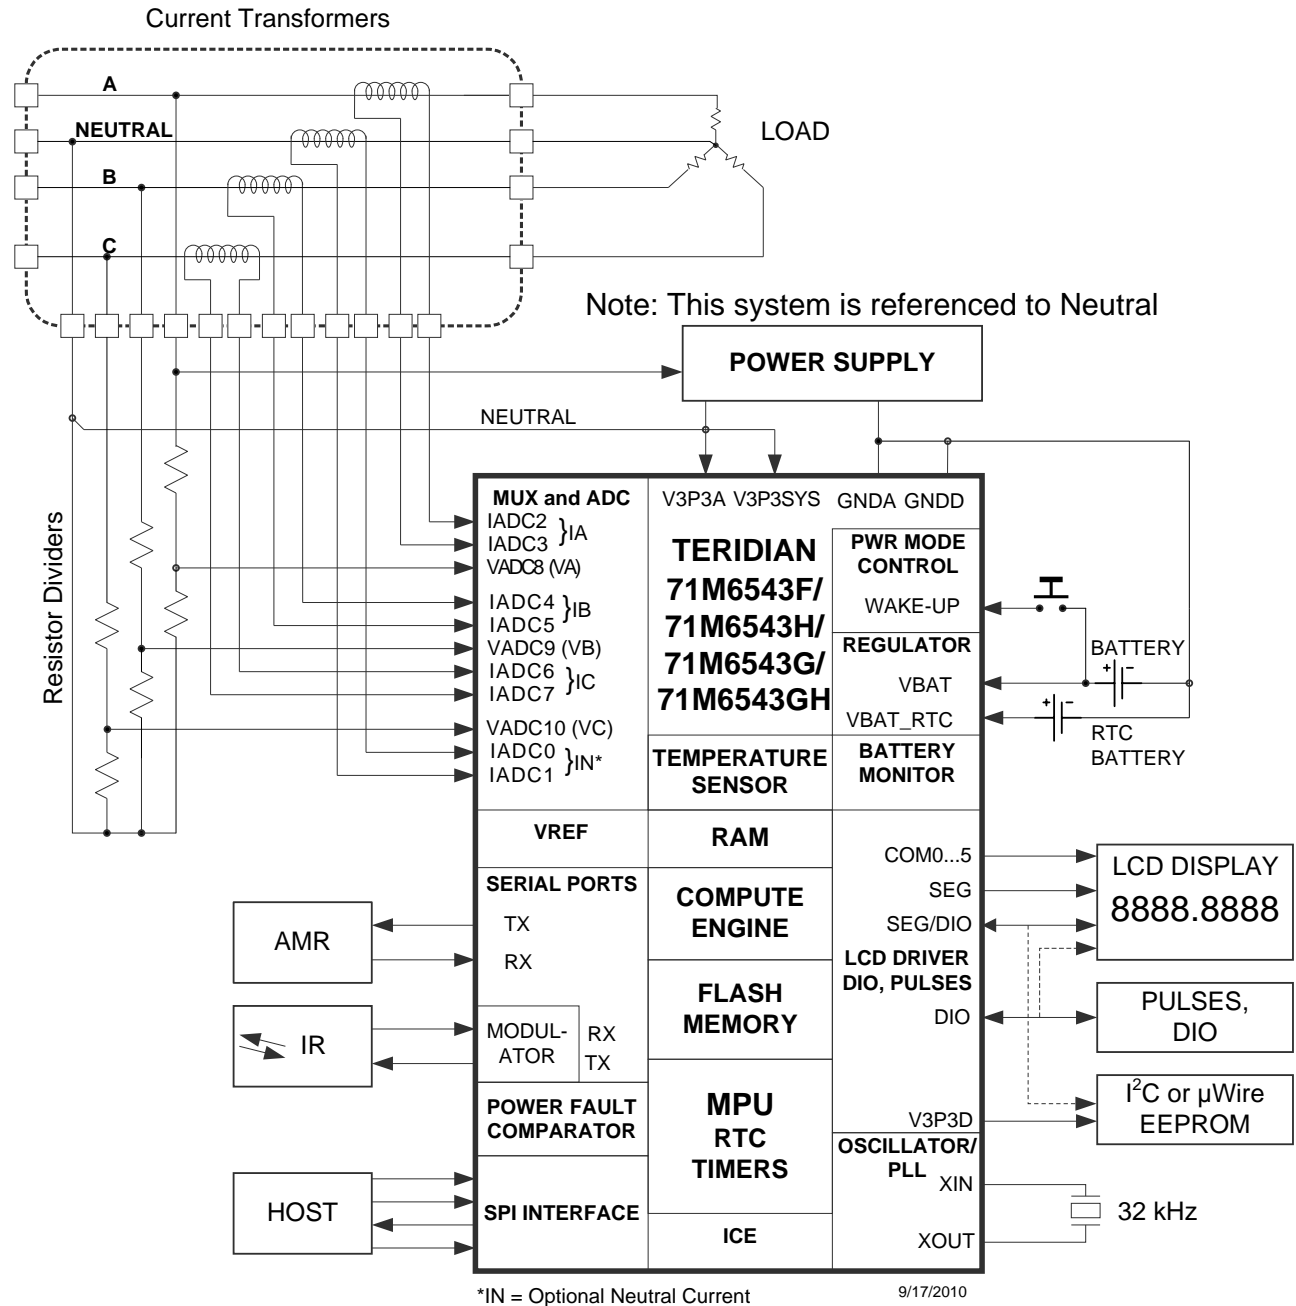 Current Transformers
A
NEUTRAL
B
C
LOAD
Note: This system is referenced to Neutral
POWER SUPPLY
NEUTRAL
Resistor Dividers
MUX and ADC
IADC2
IADC3
}IA
VADC8 (VA)
IADC4
IADC5
}IB
VADC9 (VB)
IADC6
IADC7
}IC
VADC10 (VC)
IADC0
IADC1
}IN*
V3P3A V3P3SYS
GNDA GNDD
TERIDIAN
71M6543F/
71M6543H/
71M6543G/
71M6543GH
PWR MODE
CONTROL
WAKE-UP
REGULATOR
VBAT
VBAT_RTC
+ -
BATTERY
+ -
RTC
BATTERY
TEMPERATURE
SENSOR
BATTERY
MONITOR
VREF
RAM
COM0...5
SEG
SEG/DIO
LCD DRIVER
DIO, PULSES
DIO
V3P3D
LCD DISPLAY
8888.8888
PULSES,
DIO
I²C or µWire
EEPROM
SERIAL PORTS
TX
RX
AMR
COMPUTE
ENGINE
FLASH
MEMORY
IR
MODUL-
ATOR
RX
TX
POWER FAULT
COMPARATOR
MPU
RTC
TIMERS
OSCILLATOR/
PLL
XIN
XOUT
32 kHz
HOST
SPI INTERFACE
ICE
*IN = Optional Neutral Current
9/17/2010